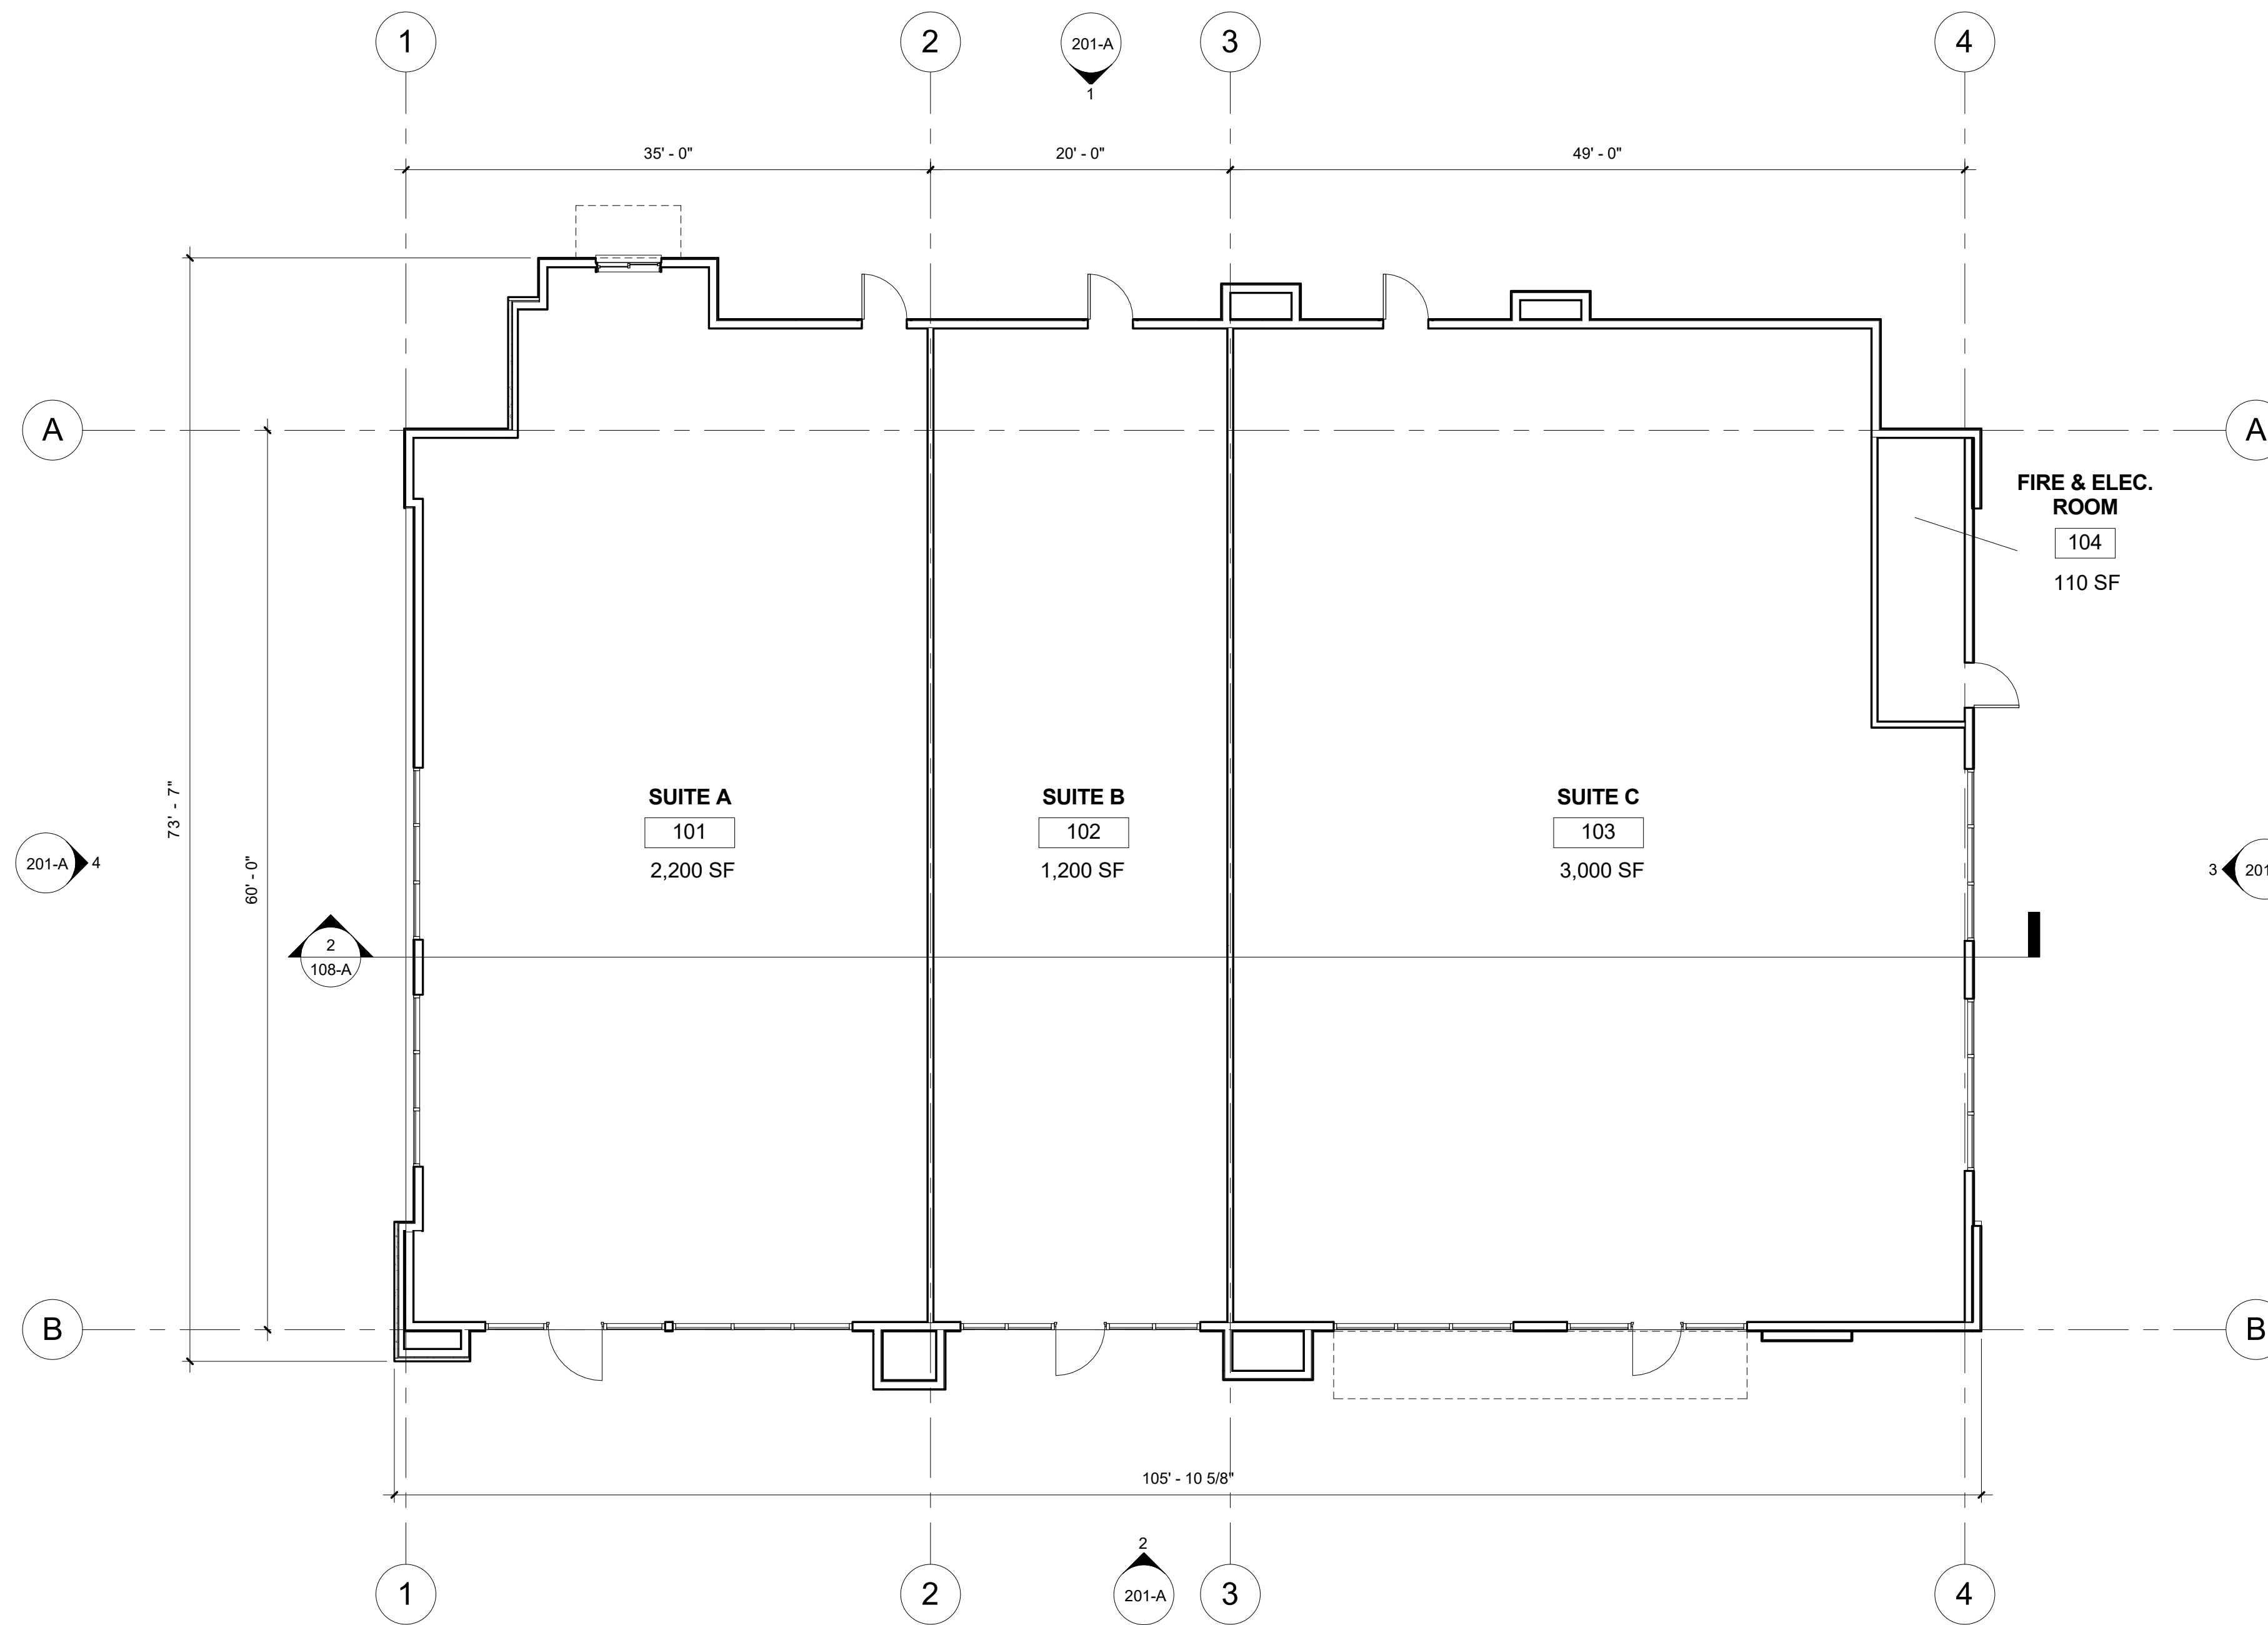 1
2
201-A
1
3
4
35' - 0"
20' - 0"
49' - 0"
A
A
FIRE & ELEC.
ROOM
104
110 SF
73' - 7"
60' - 0"
SUITE A
101
2,200 SF
SUITE B
102
1,200 SF
SUITE C
103
3,000 SF
201-A
4
3
201
2
108-A
B
B
105' - 10 5/8"
1
2
2
201-A
3
4